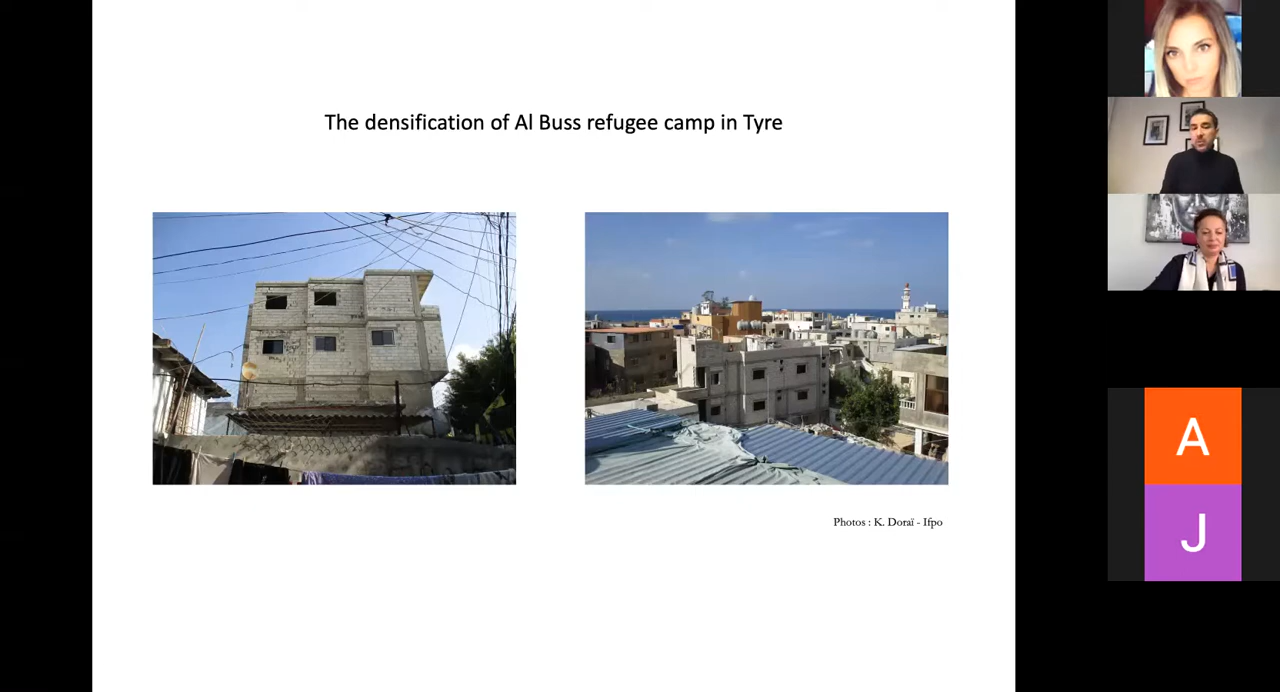 The densification of Al Buss refugee camp in Tyre
Photos : K. Doraï - Ifpo
A
J